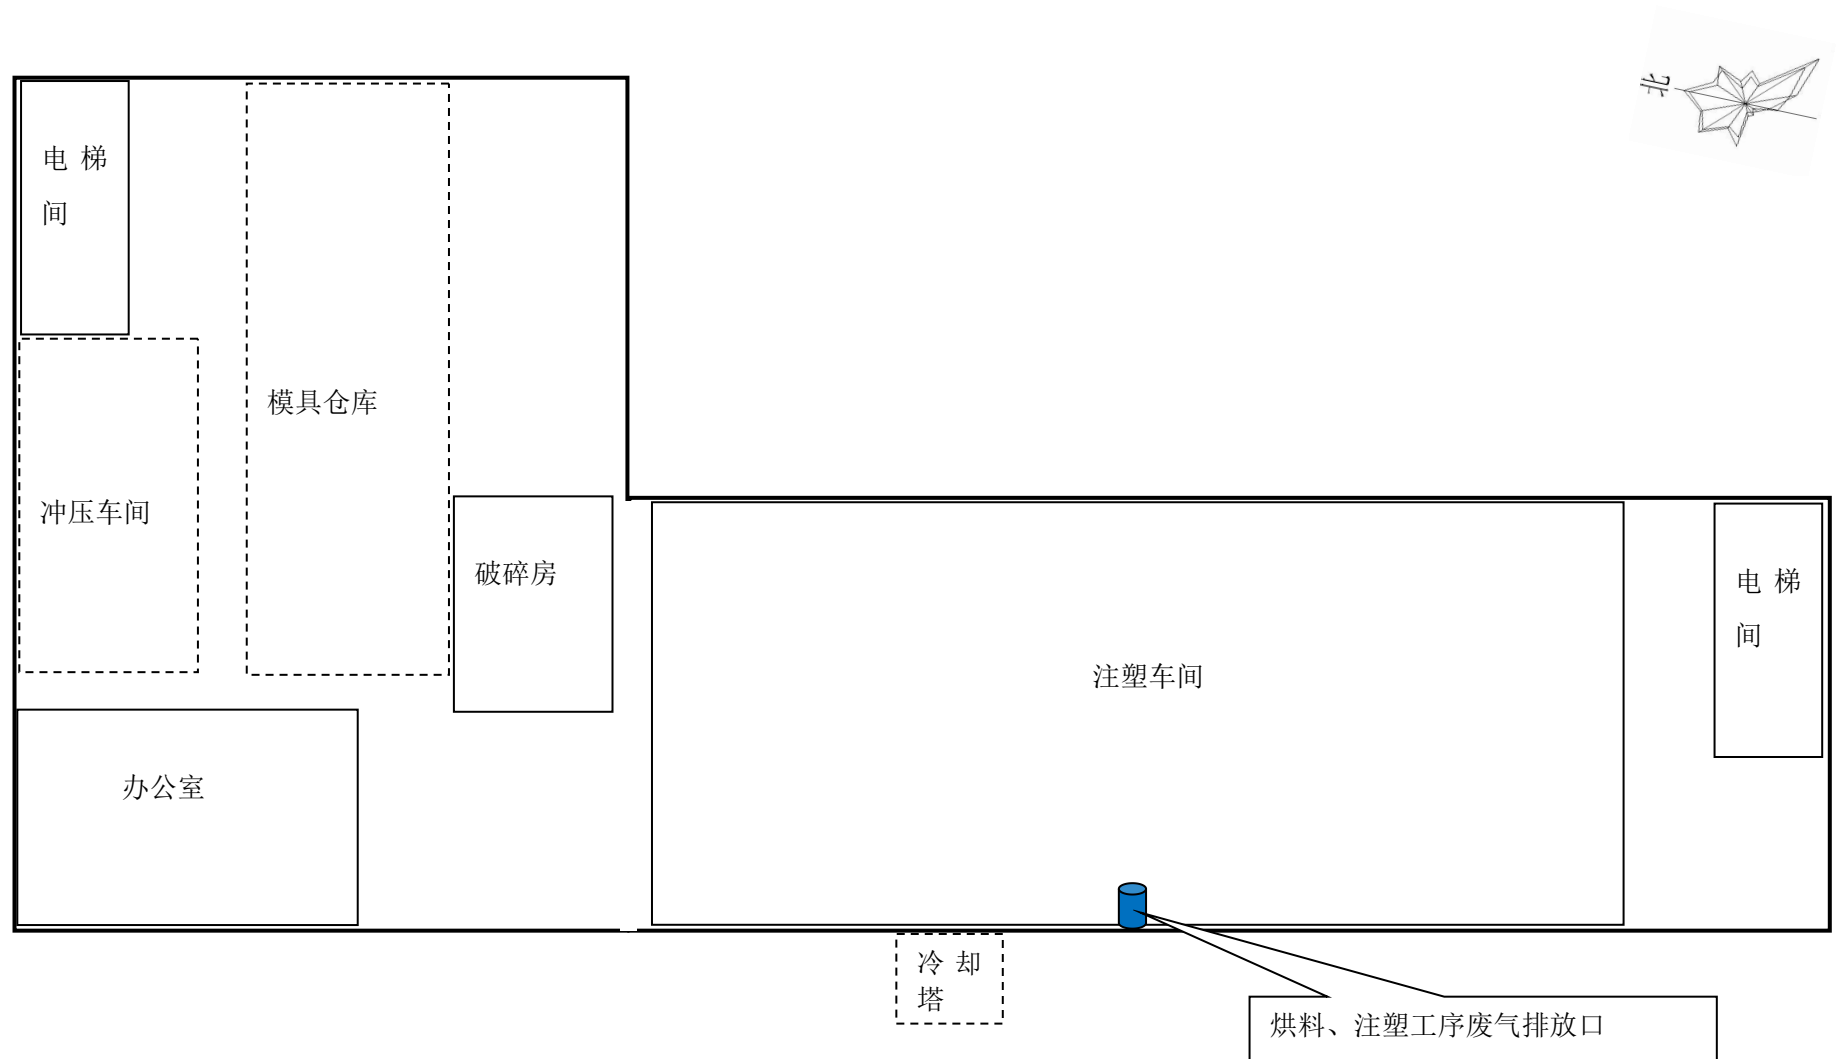 北
电 梯
间
模具仓库
冲压车间
破碎房
电 梯
间
注塑车间
办公室
冷 却
塔
烘料、注塑工序废气排放口